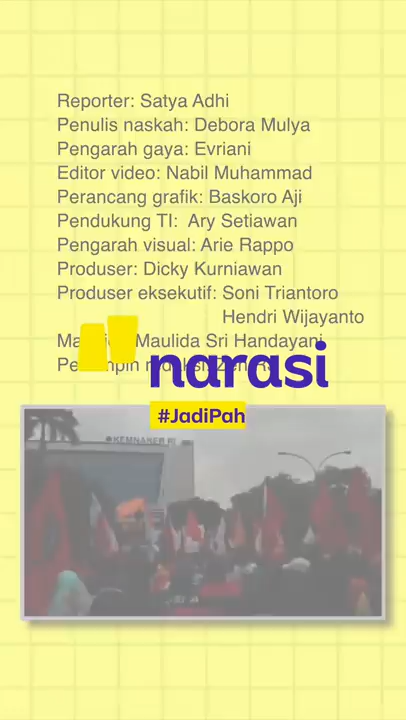 Reporter: Satya Adhi
Penulis naskah: Debora Mulya
Pengarah gaya: Evriani
Editor video: Nabil Muhammad
Perancang grafik: Baskoro Aji
Pendukung TI: Ary Setiawan
Pengarah visual: Arie Rappo
Produser: Dicky Kurniawan
Produser eksekutif: Soni Triantoro
Hendri Wijayanto
Maulida Sri Handayani
narasi
#JadiPah
KEMNAKER RI